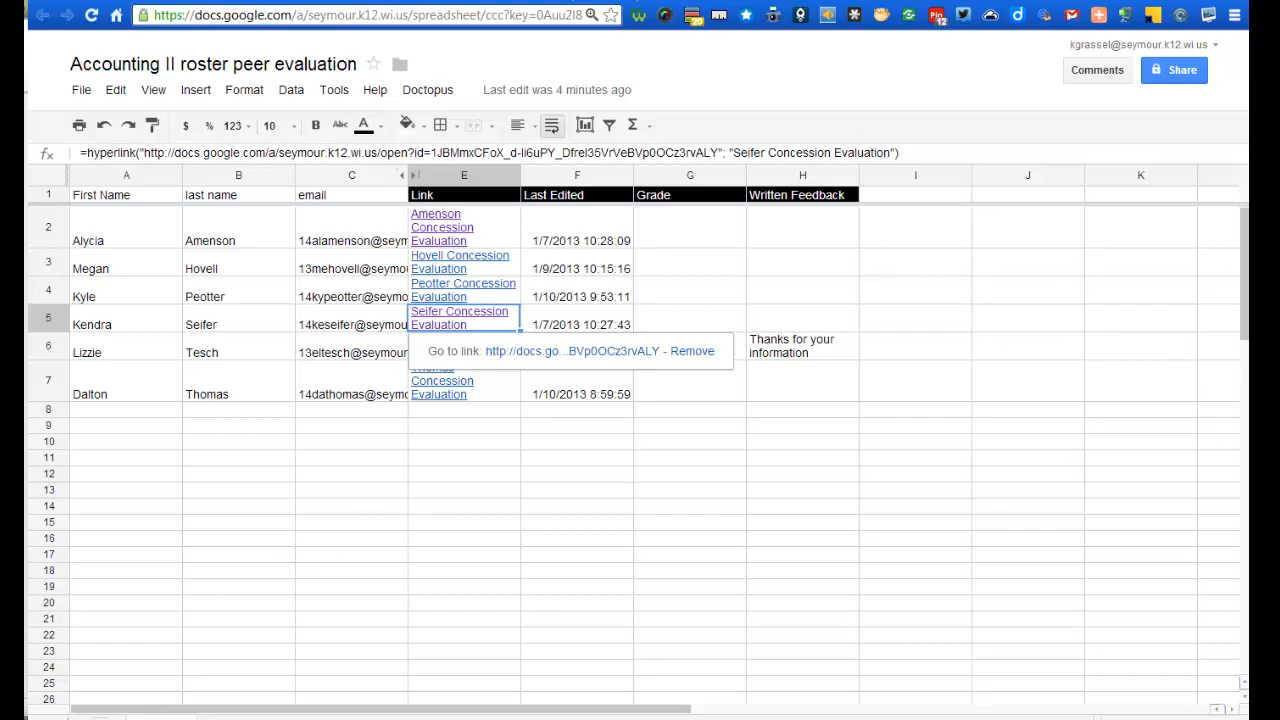 https://docs.google.com/a/seymour.k12.wi.us/spreadsheet/ccc?key=0Auu2I8
kgrassel@seymour.k12.wi.us
Accounting II roster peer evaluation
Comments
Share
File Edit View Insert Format Data Tools Help Doctopus Last edit was 4 minutes ago
$ % 123 10 B Abc A Σ
fx =hyperlink("http://docs.google.com/a/seymour.k12.wi.us/open?id=1JBMmxCFoX_d-Ii6uPY_Dfrel35VrVeBVp0OCz3rvALY"; "Seifer Concession Evaluation")
A B C E F G H I J K
1 First Name last name email Link Last Edited Grade Written Feedback
Amenson
Concession
2 Alycia Amenson 14alamenson@seym Evaluation 1/7/2013 10:28:09
Hovell Concession
3 Megan Hovell 13mehovell@seymou Evaluation 1/9/2013 10:15:16
Peotter Concession
4 Kyle Peotter 14kypeotter@seymo Evaluation 1/10/2013 9:53:11
Seifer Concession
5 Kendra Seifer 14keseifer@seymour Evaluation 1/7/2013 10:27:43
Thanks for your
6 Lizzie Tesch 13eltesch@seymour information
Go to link: http://docs.go...BVp0OCz3rvALY - Remove
Thomas
Concession
7 Dalton Thomas 14dathomas@seymo Evaluation 1/10/2013 8:59:59
8
9
10
11
12
13
14
15
16
17
18
19
20
21
22
23
24
25
26